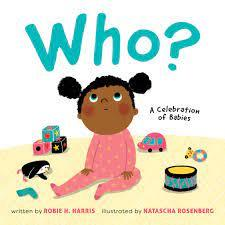 Who?
A Celebration
of Babies
written by ROBIE H. HARRIS illustrated by NATASCHA ROSENBERG